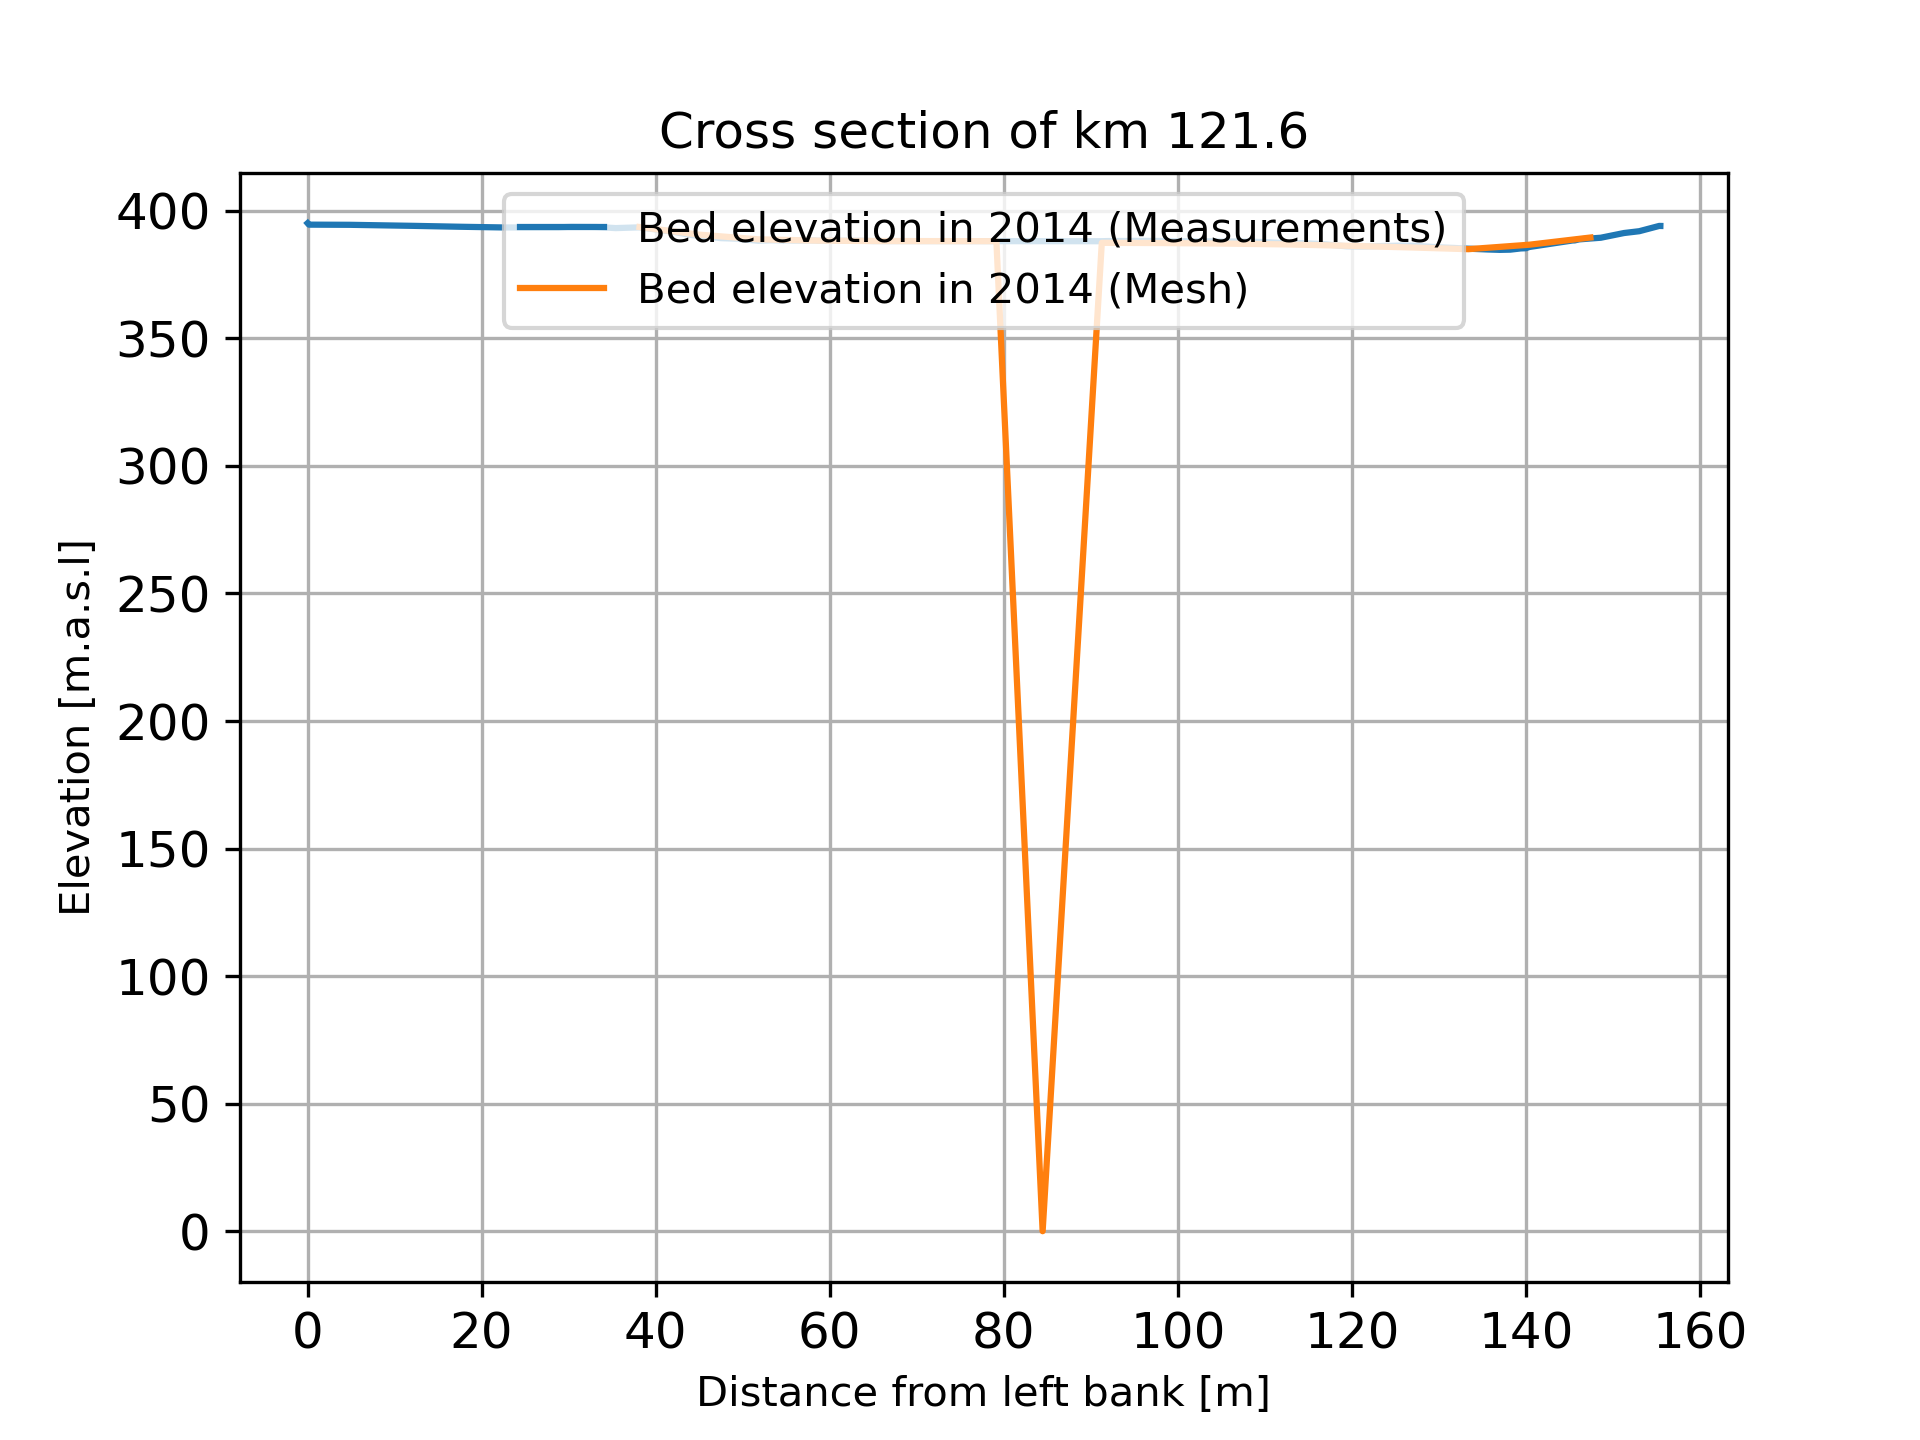 Cross section of km 121.6
Bed elevation in 2014 (Measurements)
Bed elevation in 2014 (Mesh)
Elevation [m.a.s.l]
400
350
300
250
200
150
100
50
0
0 20 40 60 80 100 120 140 160
Distance from left bank [m]